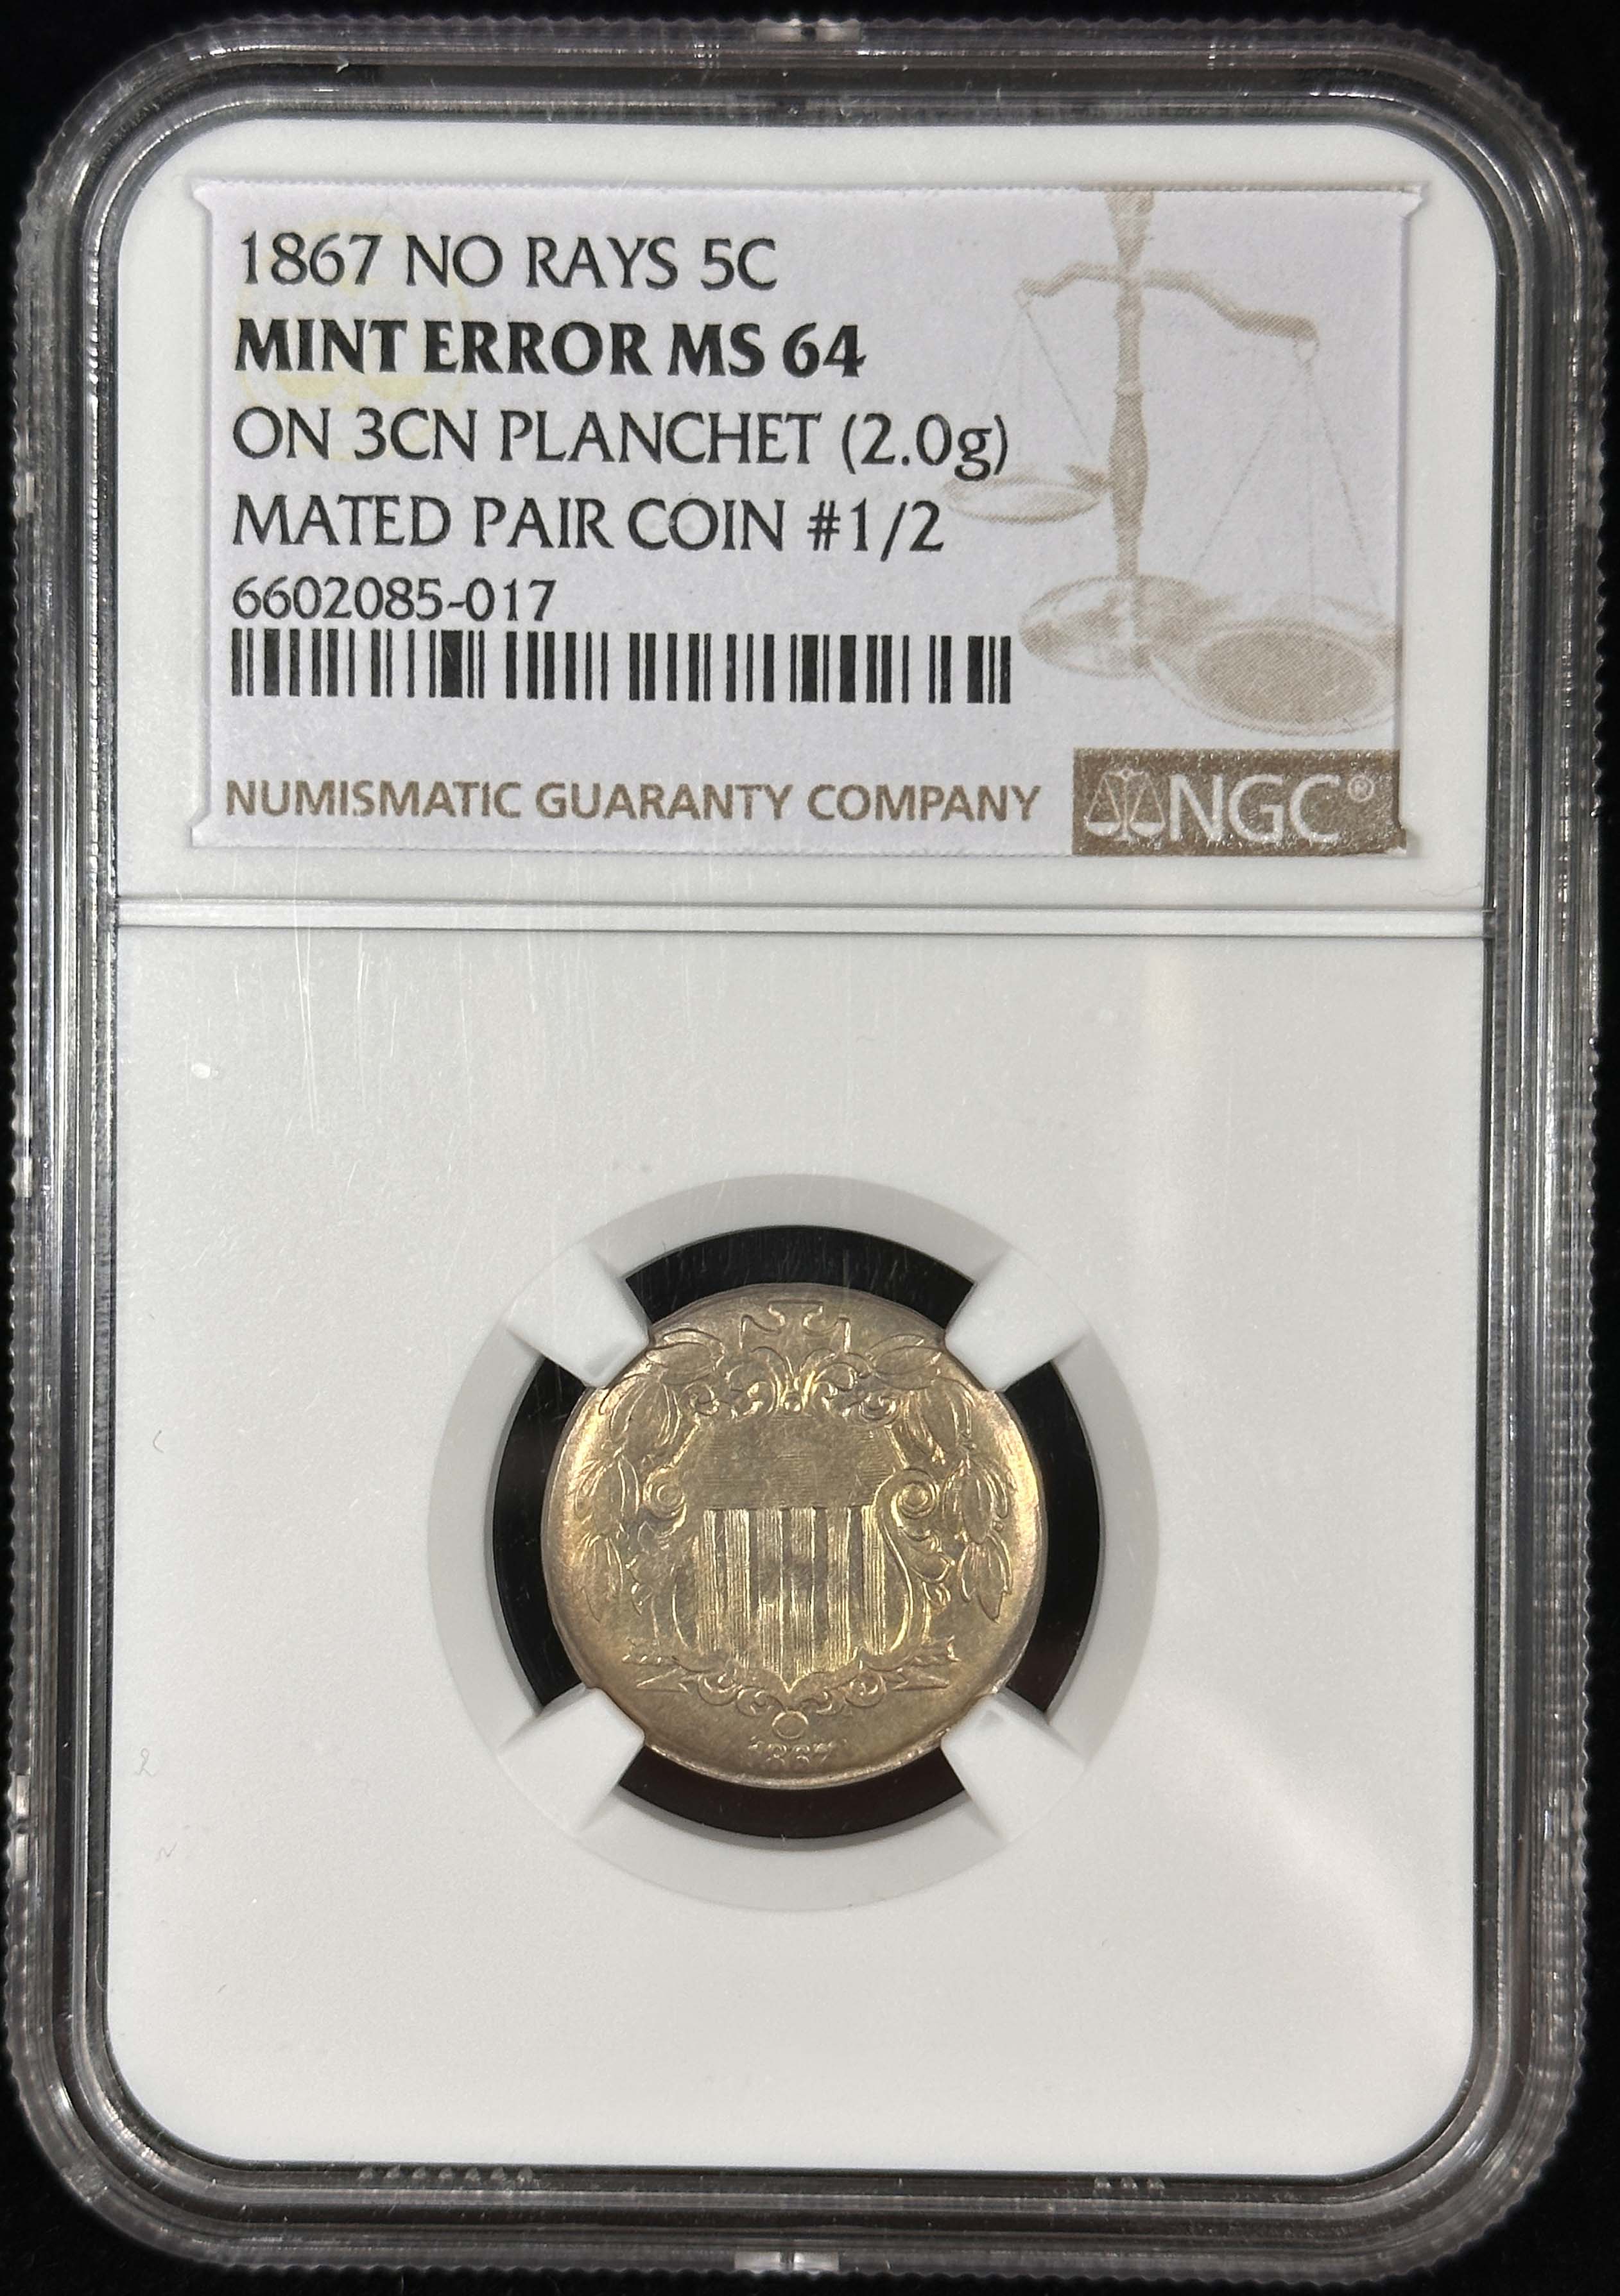 1867 NO RAYS 5C
MINT ERROR MS 64
ON 3CN PLANCHET (2.0g)
MATED PAIR COIN #1/2
6602085-017
NUMISMATIC GUARANTY COMPANY
NGC®
1867